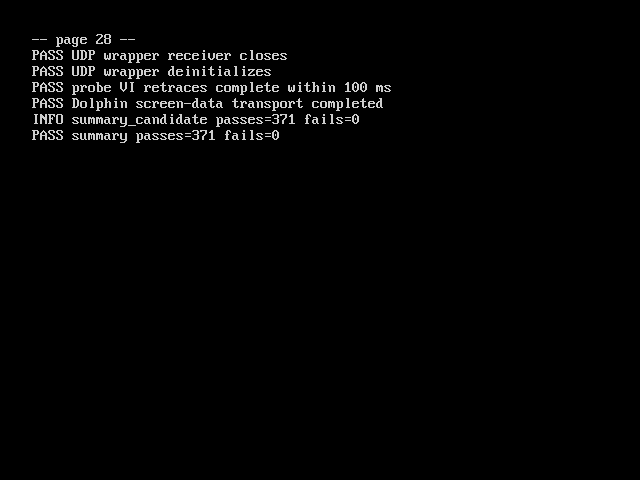 -- page 28 --
PASS UDP wrapper receiver closes
PASS UDP wrapper deinitializes
PASS probe VI retraces complete within 100 ms
PASS Dolphin screen-data transport completed
INFO summary_candidate passes=371 fails=0
PASS summary passes=371 fails=0